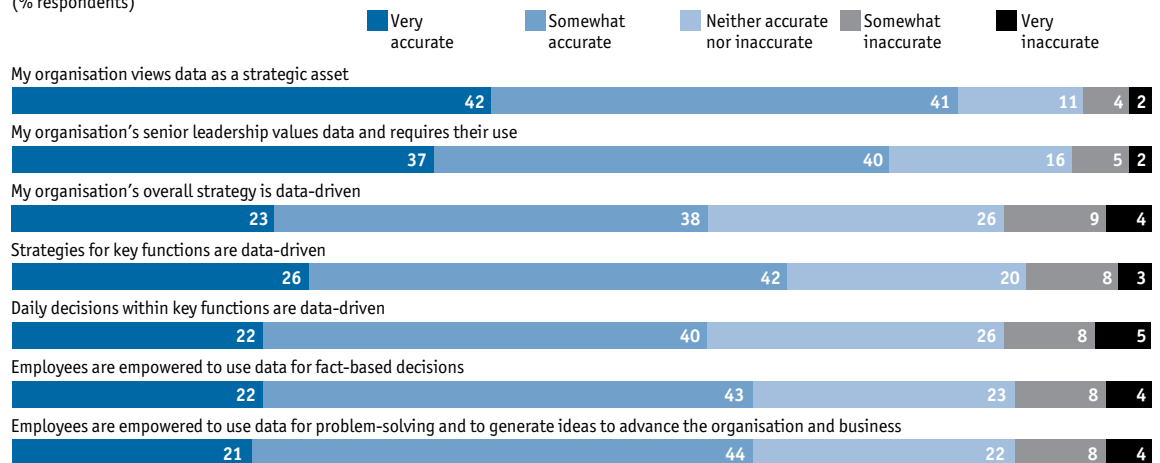 (% respondents)
Very accurate
Somewhat accurate
Neither accurate nor inaccurate
Somewhat inaccurate
Very inaccurate
My organisation views data as a strategic asset
42 41 11 4 2
My organisation's senior leadership values data and requires their use
37 40 16 5 2
My organisation's overall strategy is data-driven
23 38 26 9 4
Strategies for key functions are data-driven
26 42 20 8 3
Daily decisions within key functions are data-driven
22 40 26 8 5
Employees are empowered to use data for fact-based decisions
22 43 23 8 4
Employees are empowered to use data for problem-solving and to generate ideas to advance the organisation and business
21 44 22 8 4